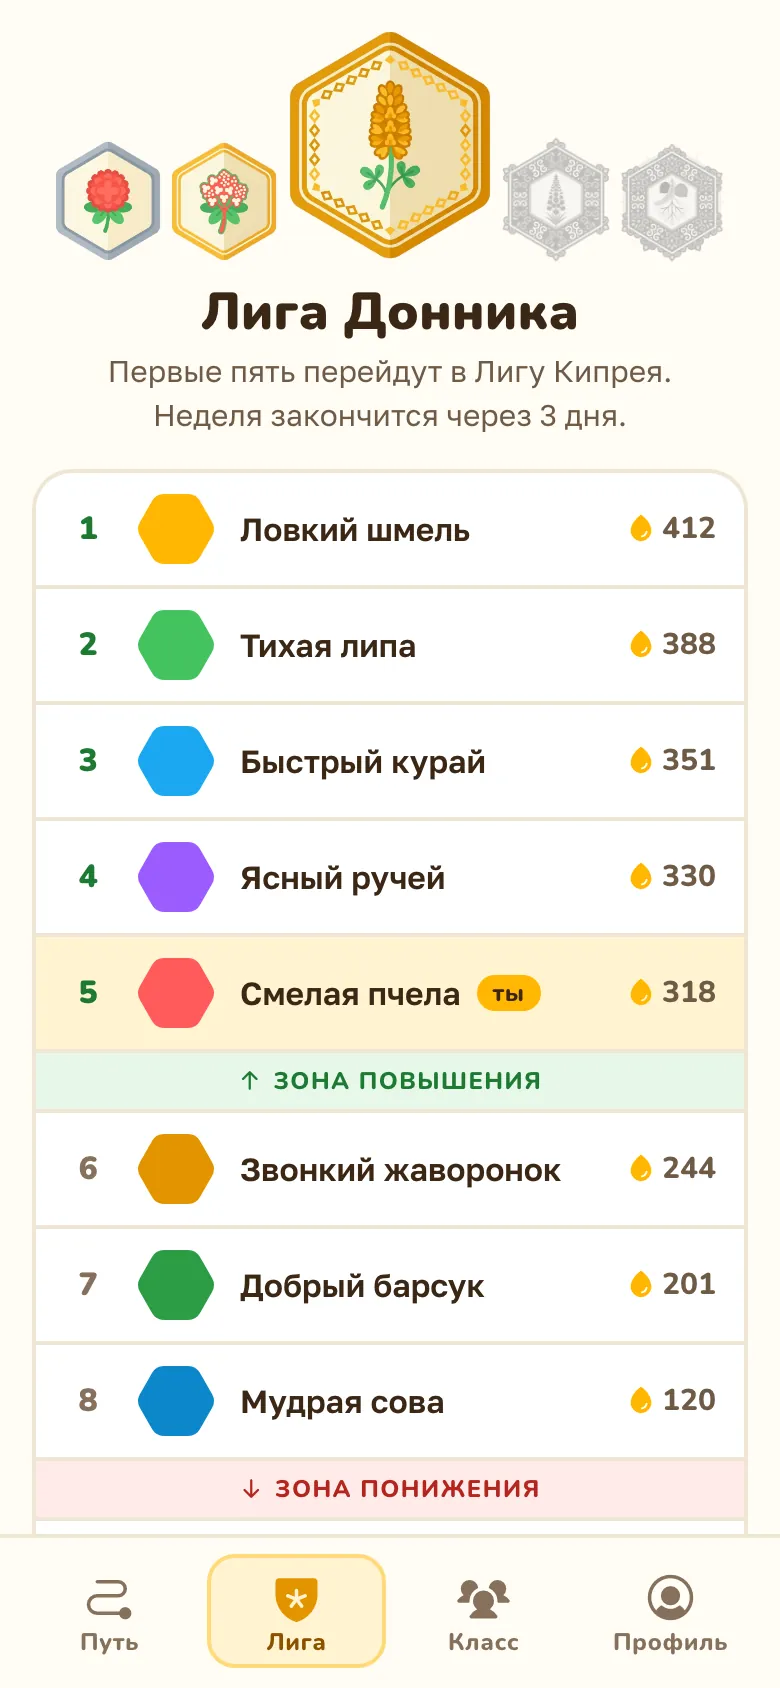 Лига Донника
Первые пять перейдут в Лигу Кипрея.
Неделя закончится через 3 дня.
1 Ловкий шмель 412
2 Тихая липа 388
3 Быстрый курай 351
4 Ясный ручей 330
5 Смелая пчела ты 318
↑ ЗОНА ПОВЫШЕНИЯ
6 Звонкий жаворонок 244
7 Добрый барсук 201
8 Мудрая сова 120
↓ ЗОНА ПОНИЖЕНИЯ
Путь Лига Класс Профиль